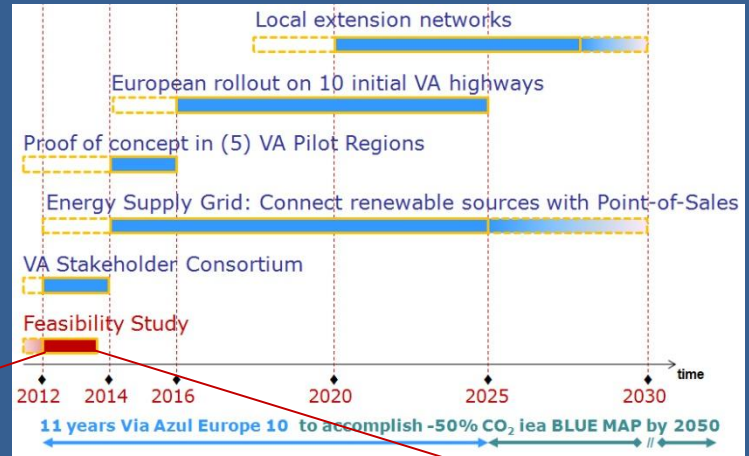 Local extension networks
European rollout on 10 initial VA highways
Proof of concept in (5) VA Pilot Regions
Energy Supply Grid: Connect renewable sources with Point-of-Sales
VA Stakeholder Consortium
Feasibility Study
time
2012 2014 2016 2020 2025 2030
11 years Via Azul Europe 10 to accomplish -50% CO₂ iea BLUE MAP by 2050
//